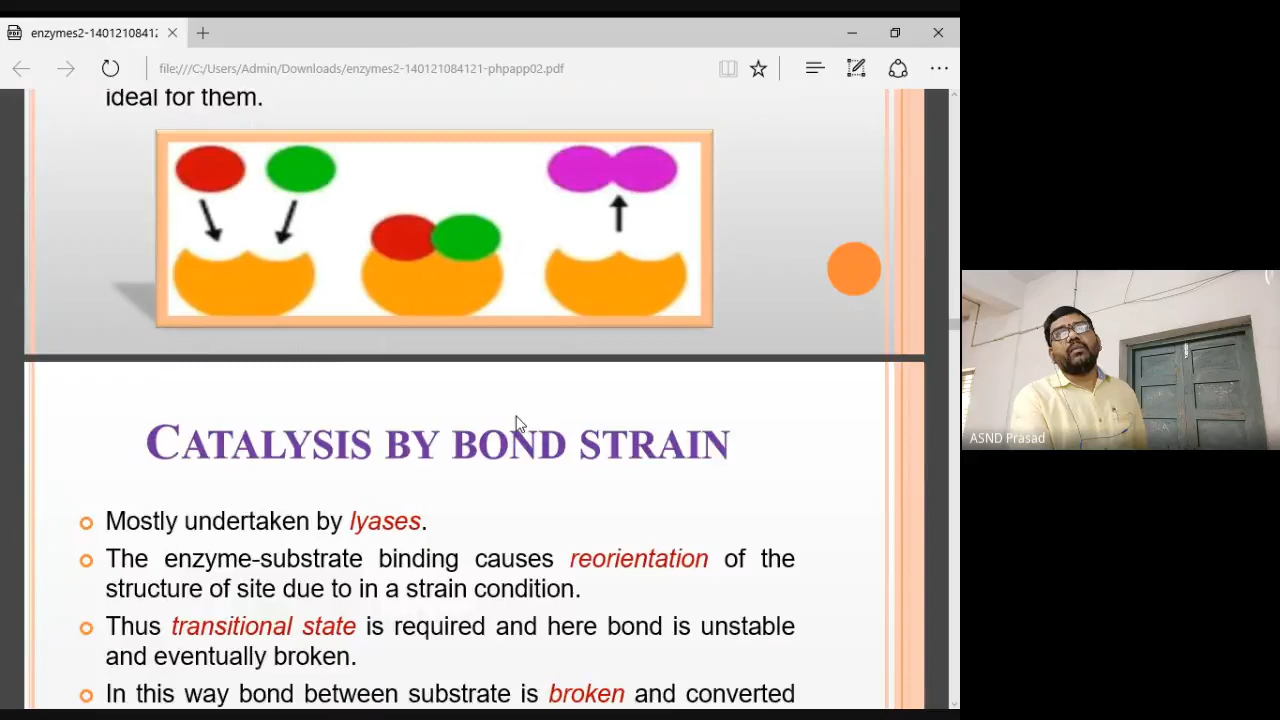 enzymes2-140121084121
file:///C:/Users/Admin/Downloads/enzymes2-140121084121-phpapp02.pdf
ideal for them.
CATALYSIS BY BOND STRAIN
Mostly undertaken by lyases.
The enzyme-substrate binding causes reorientation of the
structure of site due to in a strain condition.
Thus transitional state is required and here bond is unstable
and eventually broken.
In this way bond between substrate is broken and converted
ASND Prasad